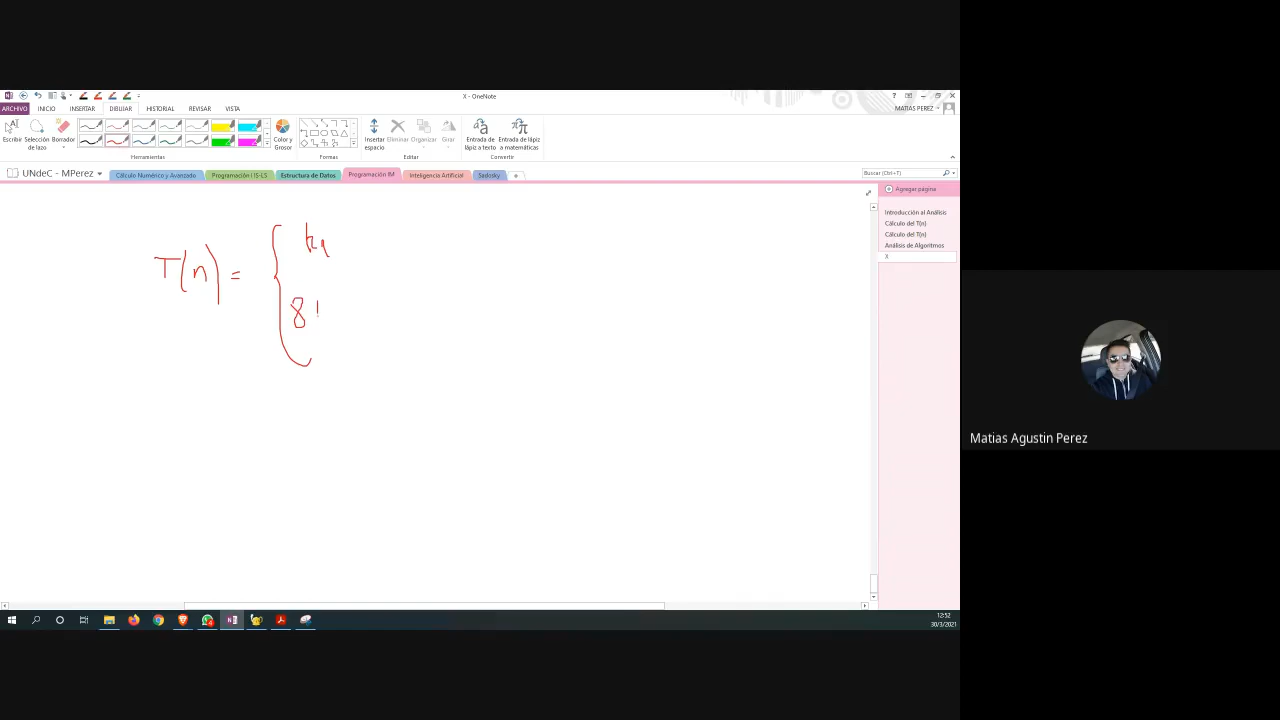 X - OneNote
ARCHIVO INICIO INSERTAR DIBUJAR HISTORIAL REVISAR VISTA MATIAS PEREZ
Escribir Selección de lazo Borrador Color y Grosor Insertar espacio Eliminar Organizar Girar Entrada de lápiz a texto Entrada de lápiz a matemáticas
Herramientas Formas Editar Convertir
UNdeC - MPerez Cálculo Numérico y Avanzado Programación I IS-LS Estructura de Datos Programación IM Inteligencia Artificial Sadosky Buscar (Ctrl+T)
Agregar página
Introducción al Análisis
Cálculo del T(n)
Cálculo del T(n)
Análisis de Algoritmos
X
k1
T(n) = {
8
Matias Agustin Perez
12:52
30/3/2021